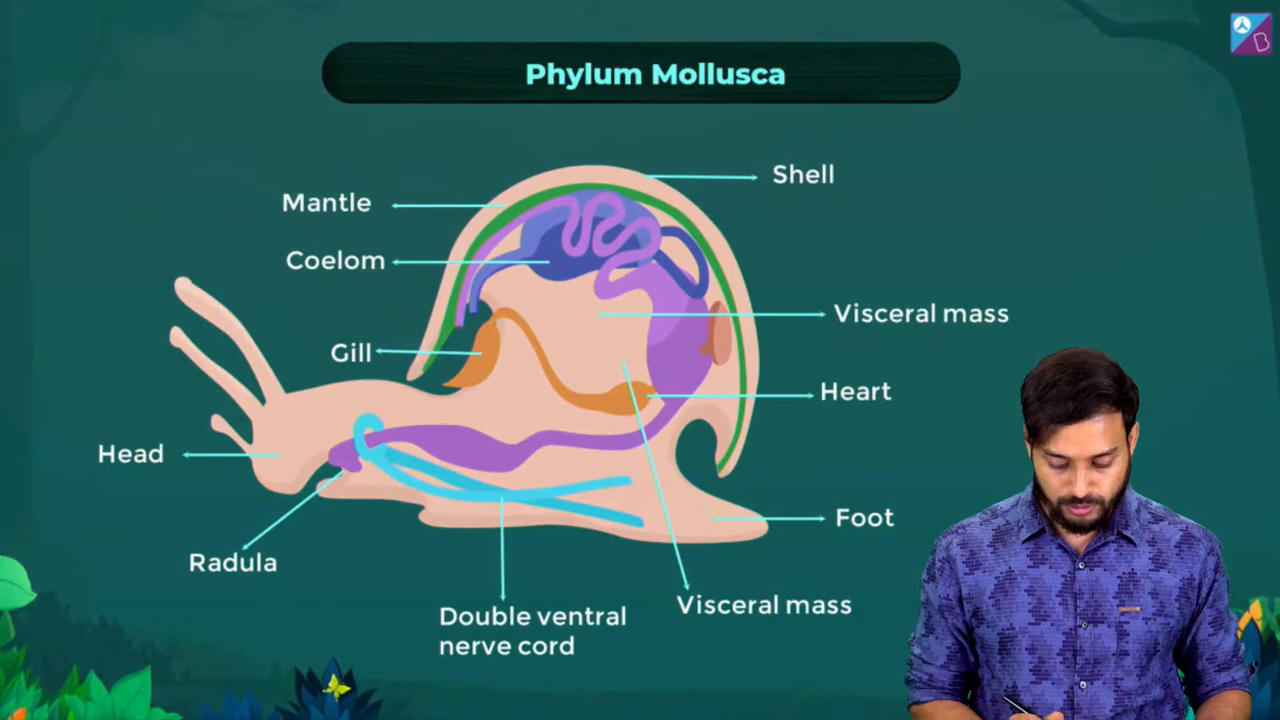 Phylum Mollusca
Shell
Mantle
Coelom
Visceral mass
Gill
Heart
Head
Foot
Radula
Visceral mass
Double ventral
nerve cord
B